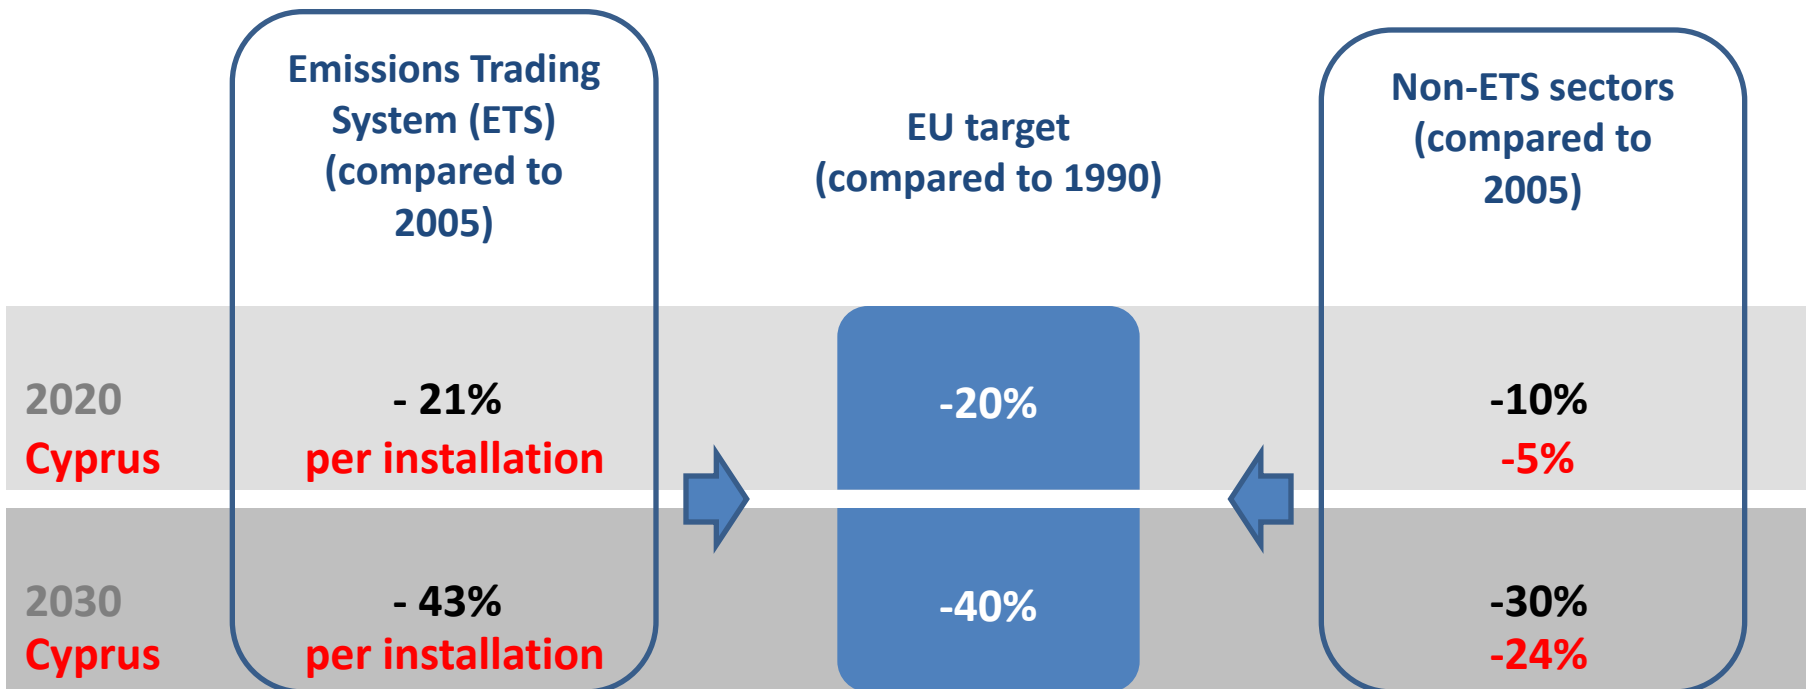 Emissions Trading
System (ETS)
(compared to
2005)
EU target
(compared to 1990)
Non-ETS sectors
(compared to
2005)
2020
- 21%
-20%
-10%
Cyprus
per installation
-5%
2030
- 43%
-40%
-30%
Cyprus
per installation
-24%